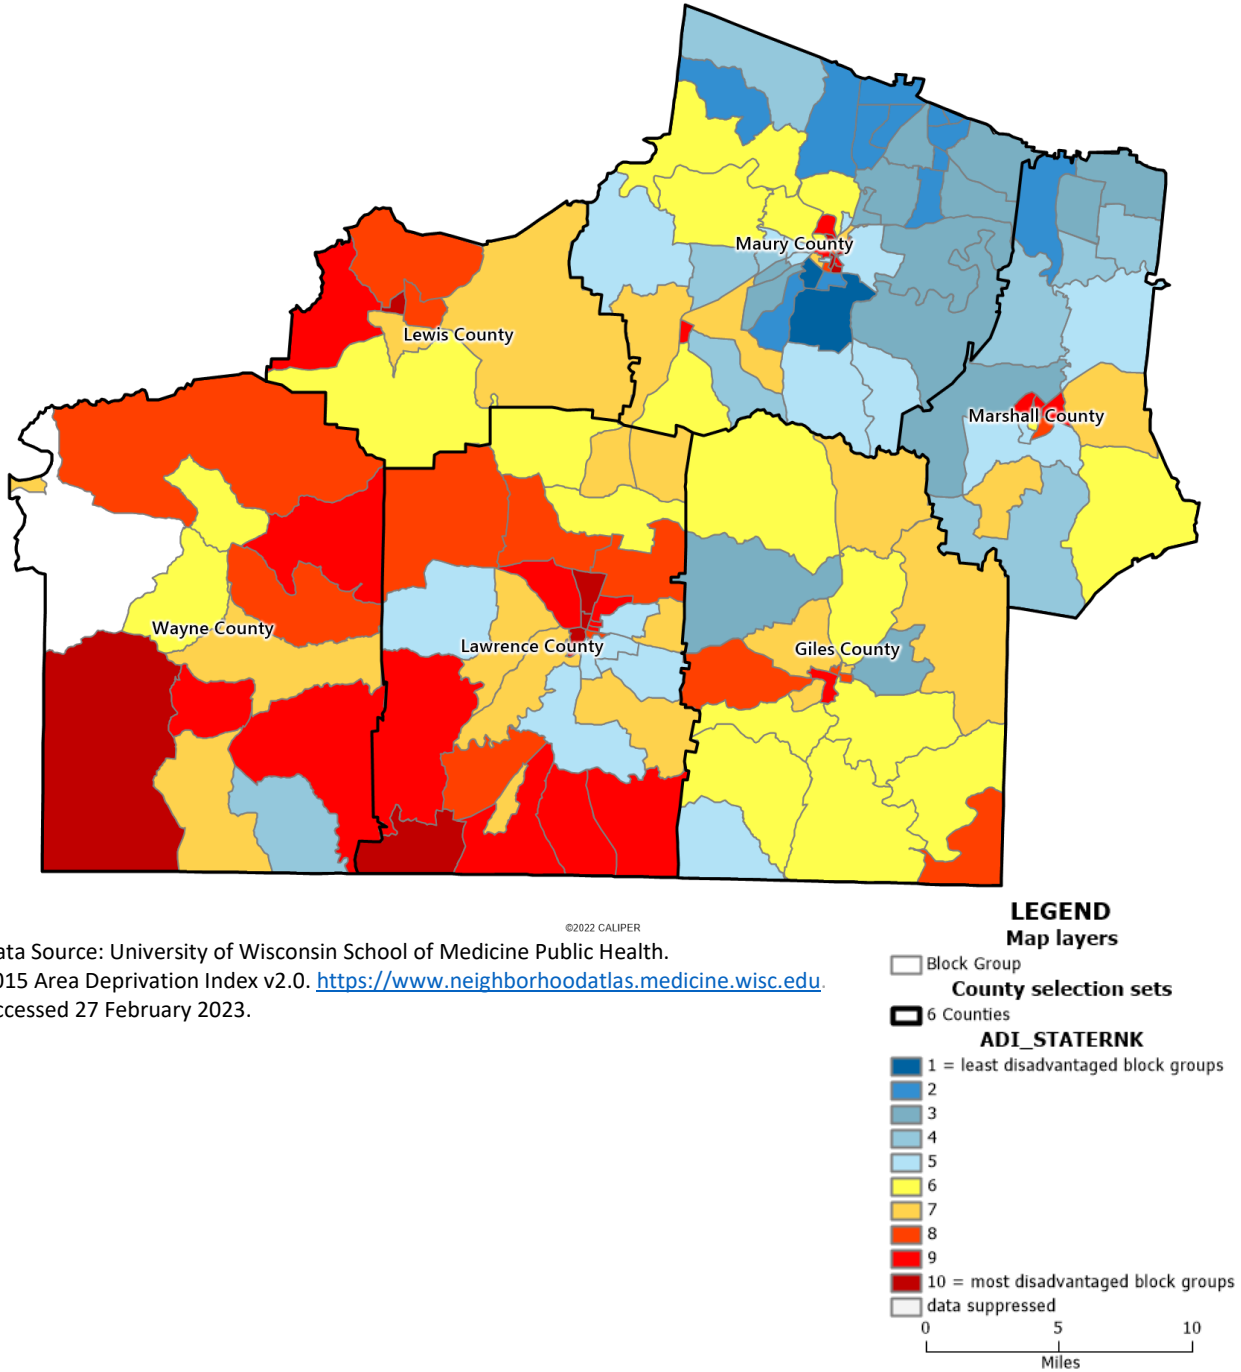 Maury County
Lewis County
Marshall County
Wayne County
Lawrence County
Giles County
©2022 CALIPER
ata Source: University of Wisconsin School of Medicine Public Health.
015 Area Deprivation Index v2.0. https://www.neighborhoodatlas.medicine.wisc.edu.
ccessed 27 February 2023.
LEGEND
Map layers
Block Group
County selection sets
6 Counties
ADI_STATERNK
1 = least disadvantaged block groups
2
3
4
5
6
7
8
9
10 = most disadvantaged block groups
data suppressed
0 5 10
Miles